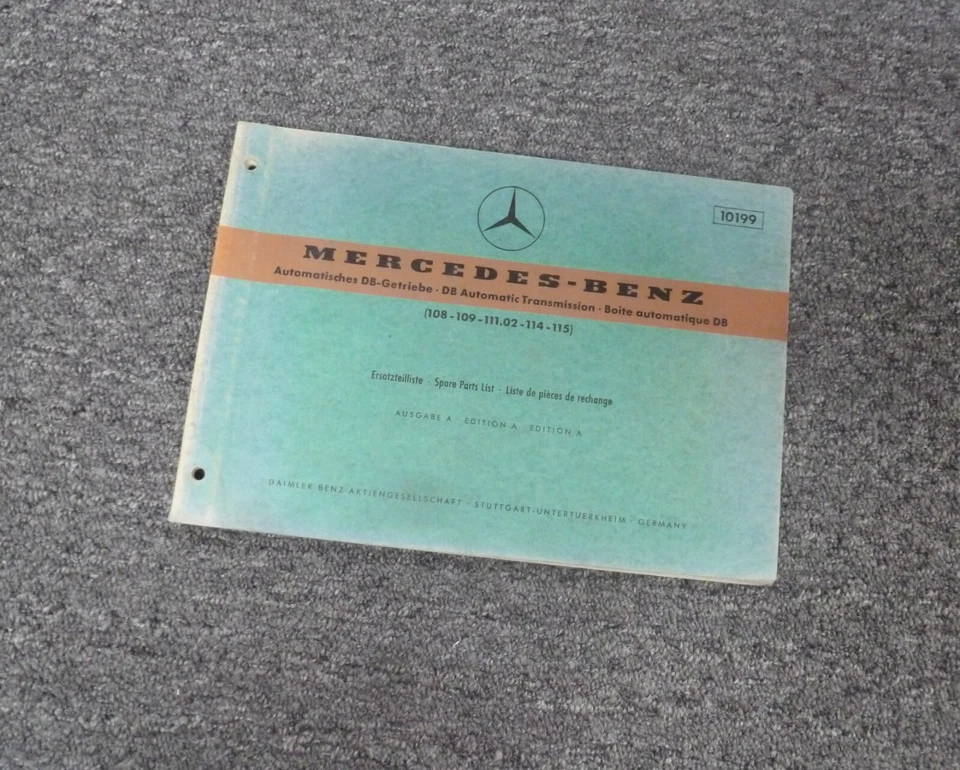 10199
MERCEDES-BENZ
Automatisches DB-Getriebe · DB Automatic Transmission · Boite automatique DB
(108 - 109 - 111.02 - 114 - 115)
Ersatzteilliste · Spare Parts List · Liste de pièces de rechange
AUSGABE A EDITION A EDITION A
DAIMLER-BENZ AKTIENGESELLSCHAFT · STUTTGART-UNTERTUERKHEIM · GERMANY